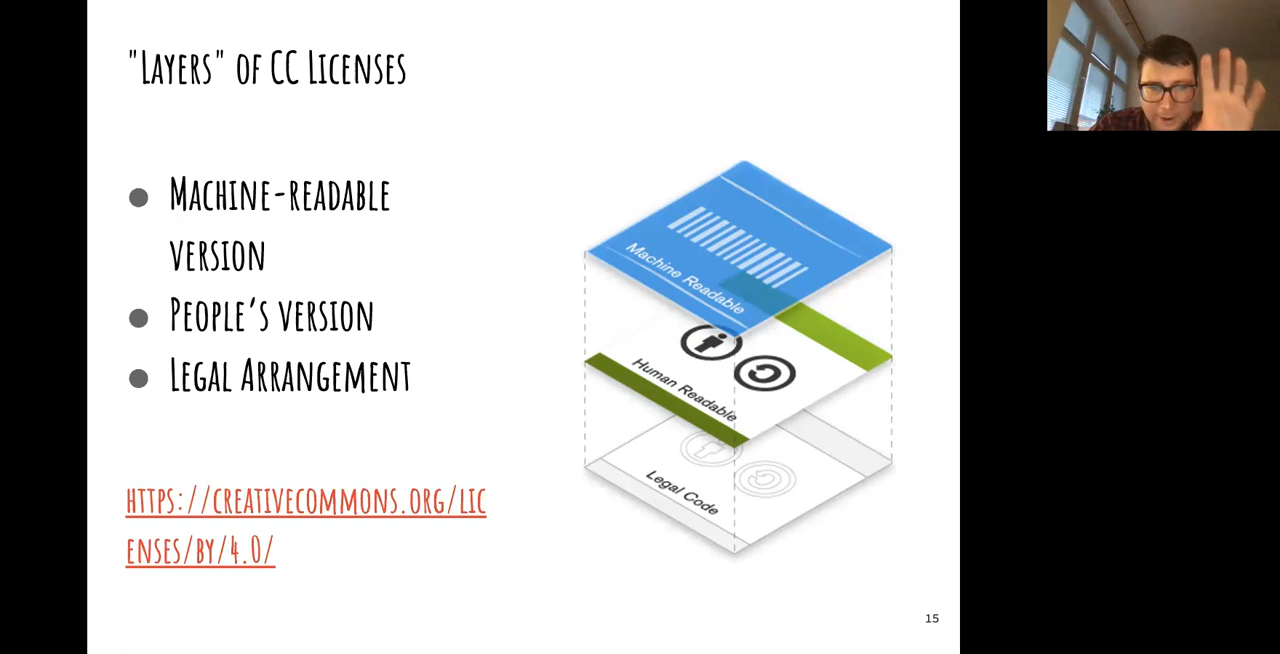 "Layers" of CC Licenses
● Machine-readable
version
● People's version
● Legal Arrangement
https://creativecommons.org/lic
enses/by/4.0/
Machine Readable
Human Readable
Legal Code
15